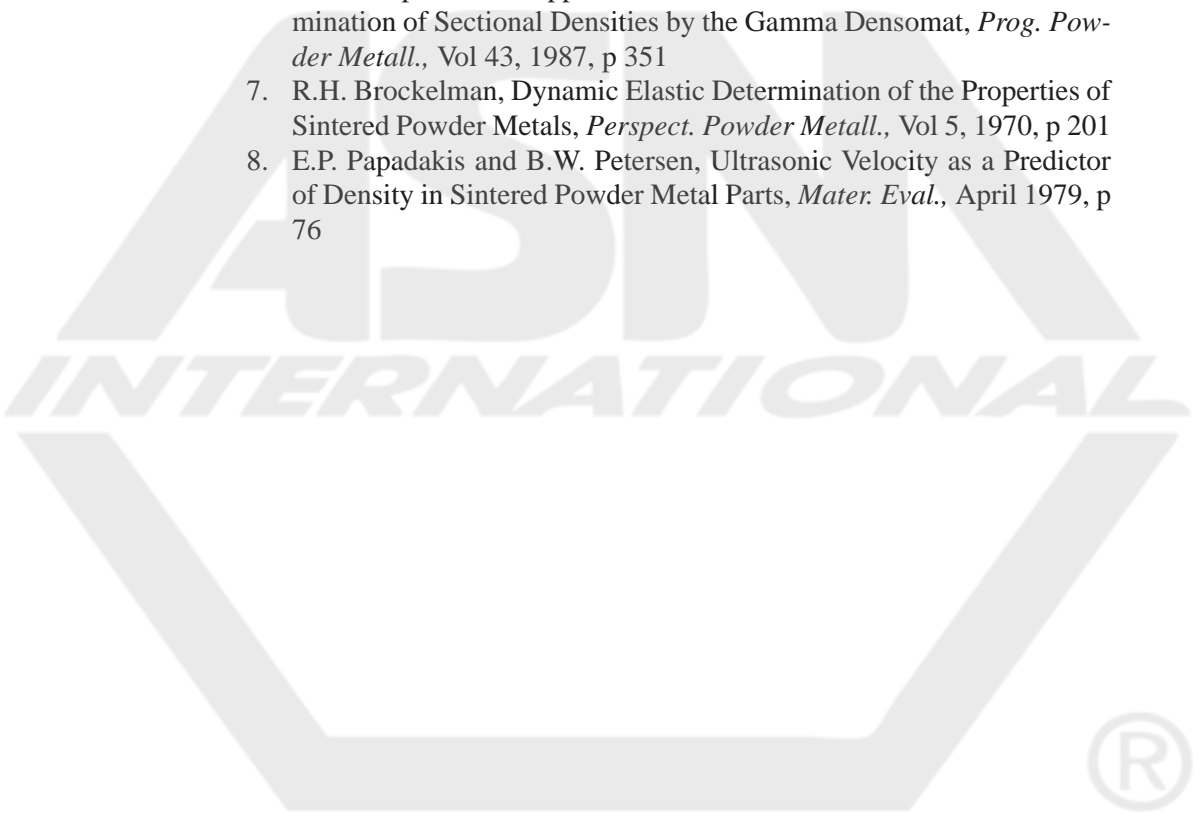 mination of Sectional Densities by the Gamma Densomat, Prog. Pow-
der Metall., Vol 43, 1987, p 351
7. R.H. Brockelman, Dynamic Elastic Determination of the Properties of
Sintered Powder Metals, Perspect. Powder Metall., Vol 5, 1970, p 201
8. E.P. Papadakis and B.W. Petersen, Ultrasonic Velocity as a Predictor
of Density in Sintered Powder Metal Parts, Mater. Eval., April 1979, p
76
ASM
INTERNATIONAL
®